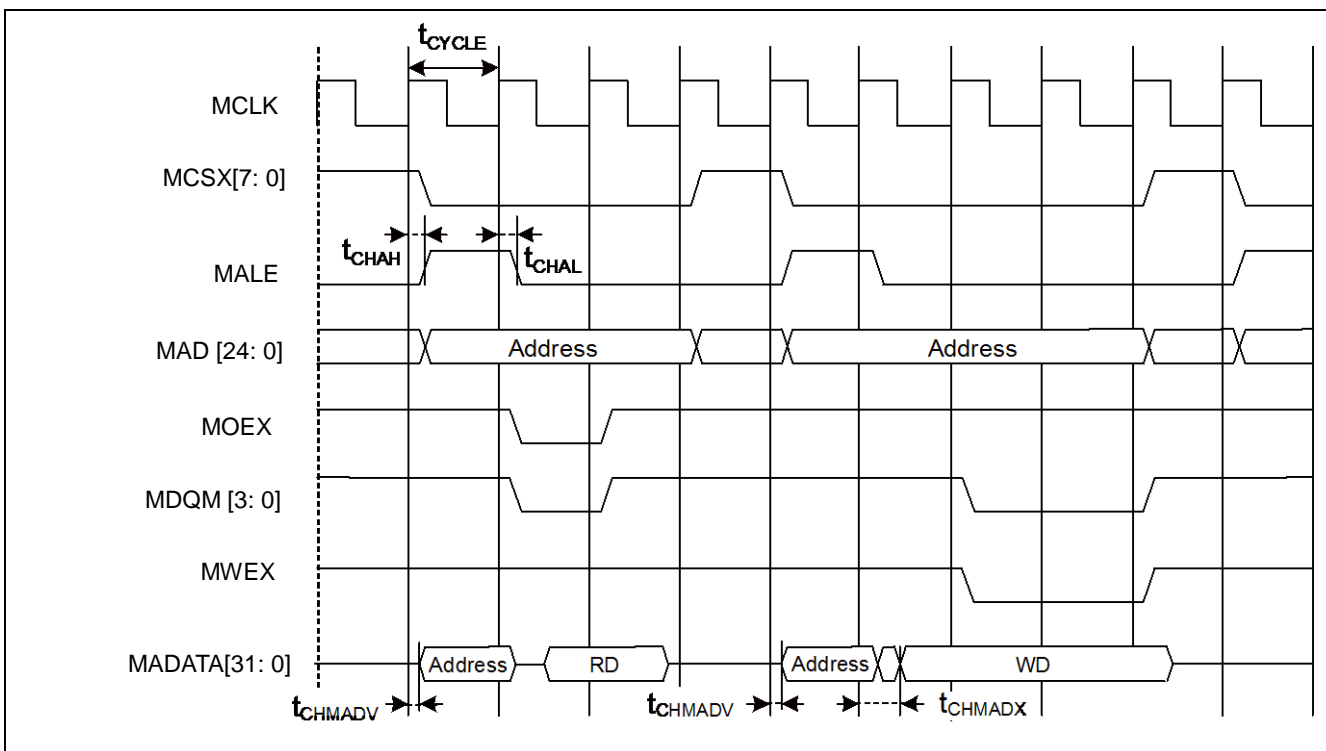 tCYCLE
MCLK
MCSX[7: 0]
tCHAH
tCHAL
MALE
MAD [24: 0]
Address
Address
MOEX
MDQM [3: 0]
MWEX
MADATA[31: 0]
Address
RD
Address
WD
tCHMADV
tCHMADV
tCHMADX